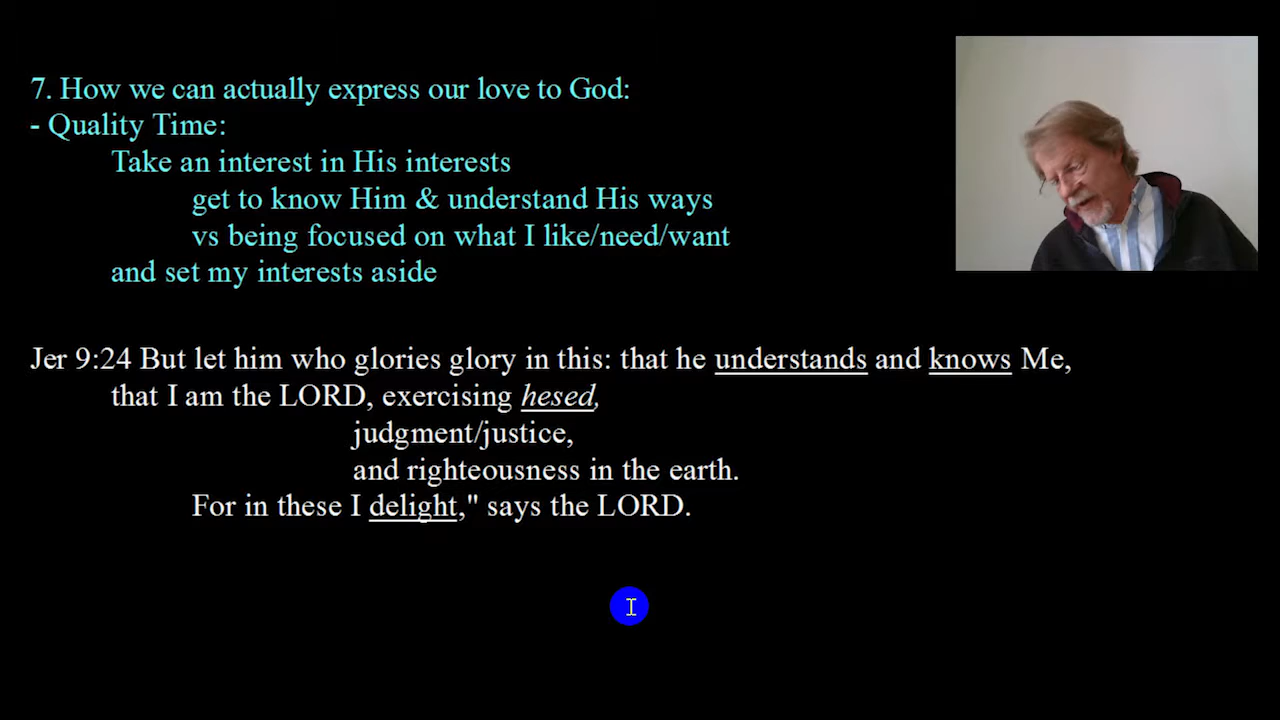 7. How we can actually express our love to God:
- Quality Time:
Take an interest in His interests
get to know Him & understand His ways
vs being focused on what I like/need/want
and set my interests aside
Jer 9:24 But let him who glories glory in this: that he understands and knows Me,
that I am the LORD, exercising hesed,
judgment/justice,
and righteousness in the earth.
For in these I delight," says the LORD.